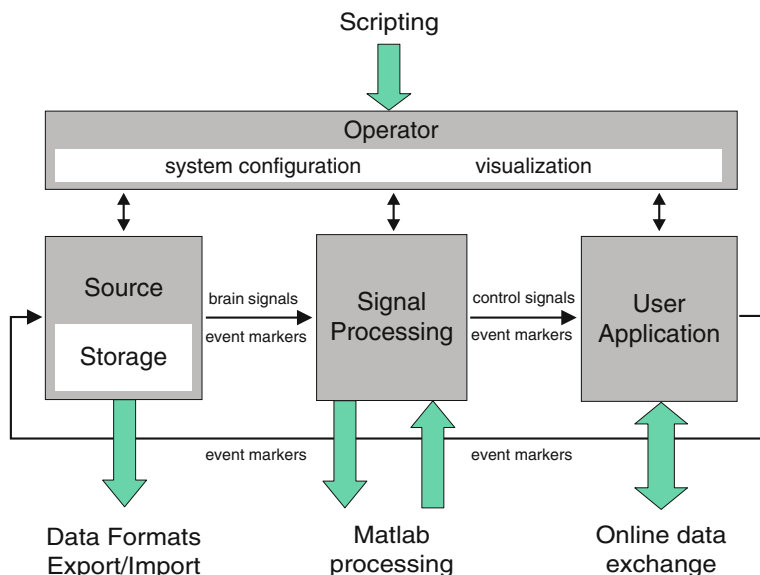 Scripting
Operator
system configuration
visualization
Source
Storage
brain signals
event markers
Signal
Processing
control signals
event markers
User
Application
event markers
event markers
Data Formats
Export/Import
Matlab
processing
Online data
exchange